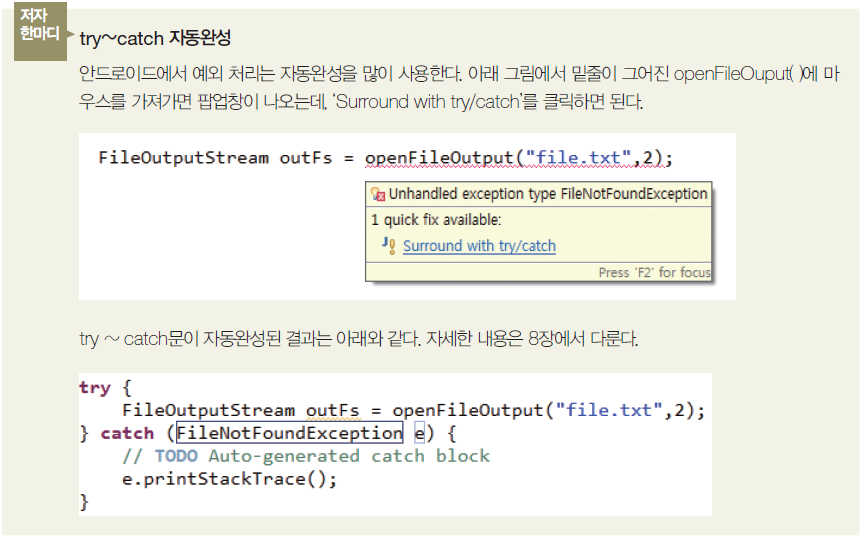 저자
한마디
try~catch 자동완성
안드로이드에서 예외 처리는 자동완성을 많이 사용한다. 아래 그림에서 밑줄이 그어진 openFileOuput( )에 마
우스를 가져가면 팝업창이 나오는데, ‘Surround with try/catch’를 클릭하면 된다.
FileOutputStream outFs = openFileOutput("file.txt",2);
Unhandled exception type FileNotFoundException
1 quick fix available:
Surround with try/catch
Press 'F2' for focus
try ~ catch문이 자동완성된 결과는 아래와 같다. 자세한 내용은 8장에서 다룬다.
try {
FileOutputStream outFs = openFileOutput("file.txt",2);
} catch (FileNotFoundException e) {
// TODO Auto-generated catch block
e.printStackTrace();
}